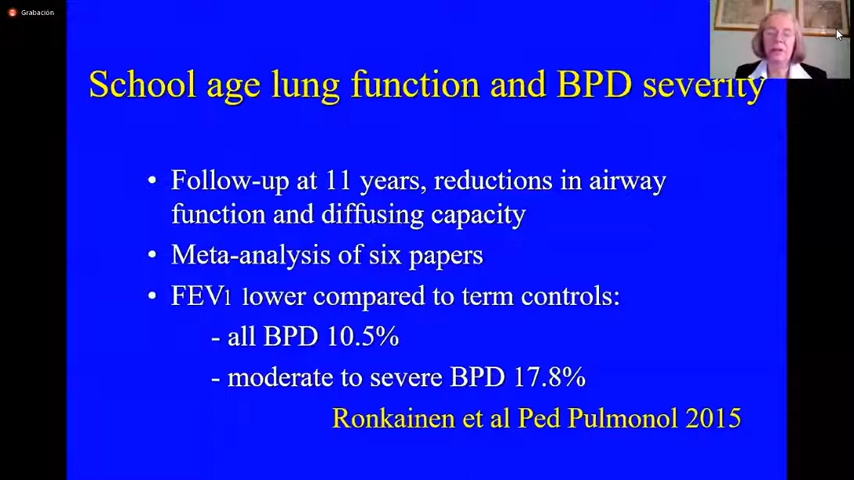 Grabación
School age lung function and BPD severity
• Follow-up at 11 years, reductions in airway
function and diffusing capacity
• Meta-analysis of six papers
• FEV1 lower compared to term controls:
- all BPD 10.5%
- moderate to severe BPD 17.8%
Ronkainen et al Ped Pulmonol 2015